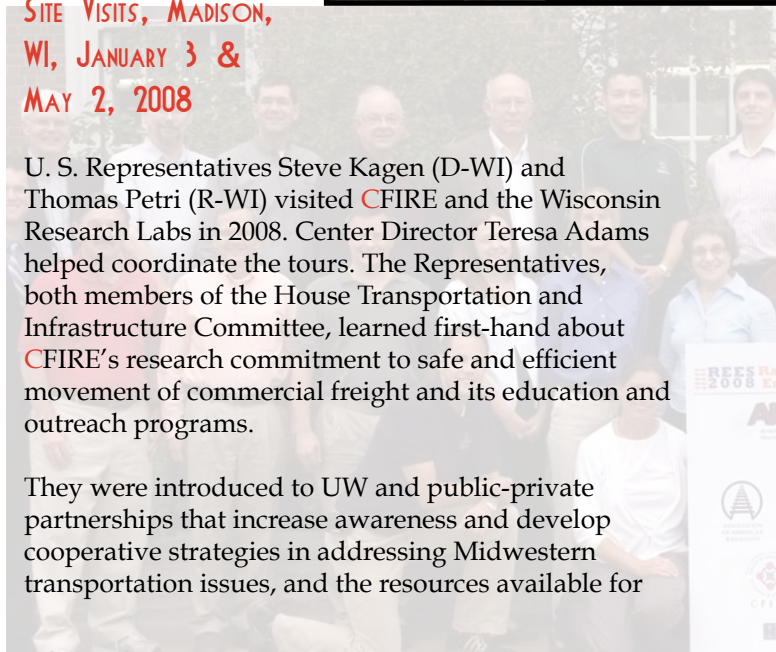 Site Visits, Madison,
WI, January 3 &
May 2, 2008
U. S. Representatives Steve Kagen (D-WI) and
Thomas Petri (R-WI) visited CFIRE and the Wisconsin
Research Labs in 2008. Center Director Teresa Adams
helped coordinate the tours. The Representatives,
both members of the House Transportation and
Infrastructure Committee, learned first-hand about
CFIRE’s research commitment to safe and efficient
movement of commercial freight and its education and
outreach programs.
They were introduced to UW and public-private
partnerships that increase awareness and develop
cooperative strategies in addressing Midwestern
transportation issues, and the resources available for
REES
2008